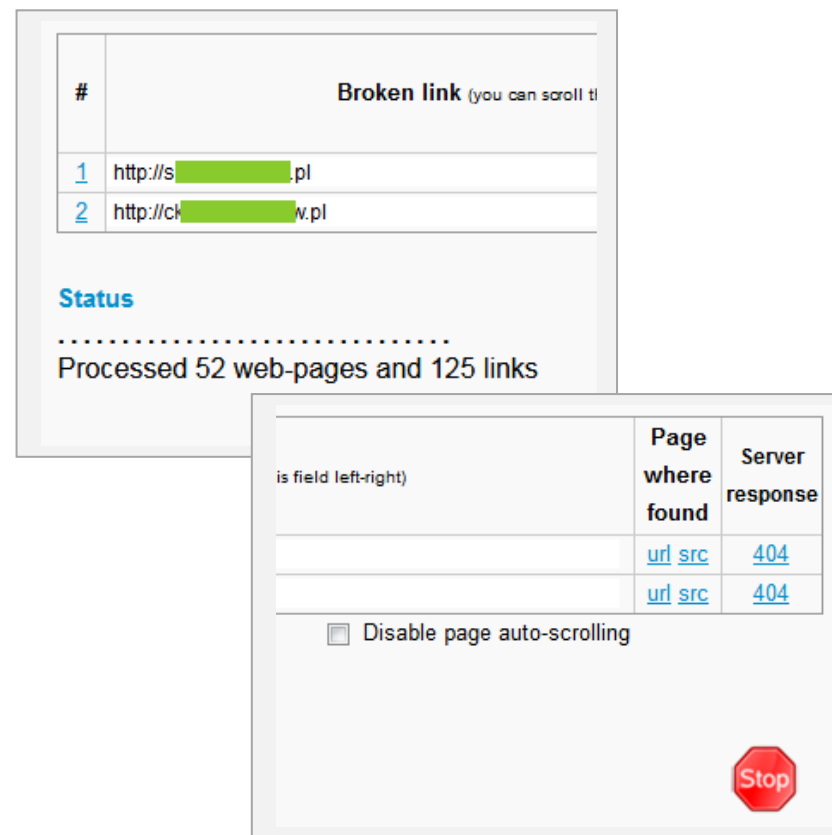 # Broken link (you can scroll th
1 http://s .pl
2 http://ck w.pl
Status
. . . . . . . . . . . . . . . . . . . . . . . . . . . . . . .
Processed 52 web-pages and 125 links
is field left-right) Page where found Server response
url src 404
url src 404
Disable page auto-scrolling
Stop